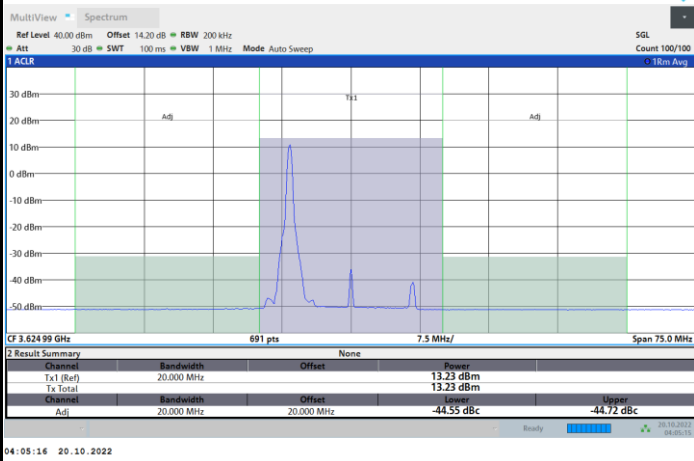 MultiView Spectrum
Ref Level 40.00 dBm Offset 14.20 dB RBW 200 kHz SGL
Att 30 dB SWT 100 ms VBW 1 MHz Mode Auto Sweep Count 100/100
1 ACLR 1Rm Avg
30 dBm
Tx1
20 dBm Adj Adj
10 dBm
0 dBm
-10 dBm
-20 dBm
-30 dBm
-40 dBm
-50 dBm
CF 3.624 99 GHz 691 pts 7.5 MHz/ Span 75.0 MHz
2 Result Summary None
Channel Bandwidth Offset Power
Tx1 (Ref) 20.000 MHz 13.23 dBm
Tx Total 13.23 dBm
Channel Bandwidth Offset Lower Upper
Adj 20.000 MHz 20.000 MHz -44.55 dBc -44.72 dBc
Ready 20.10.2022
04:05:15
04:05:16 20.10.2022